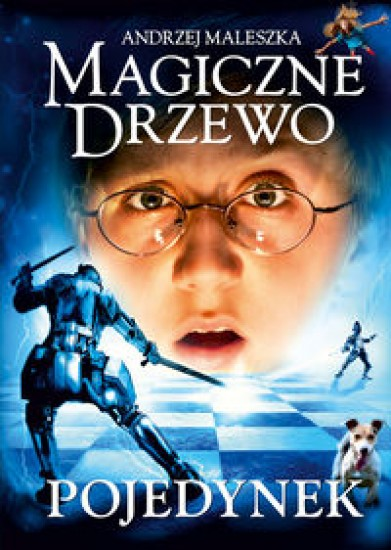 ANDRZEJ MALESZKA
MAGICZNE
DRZEWO
POJEDYNEK